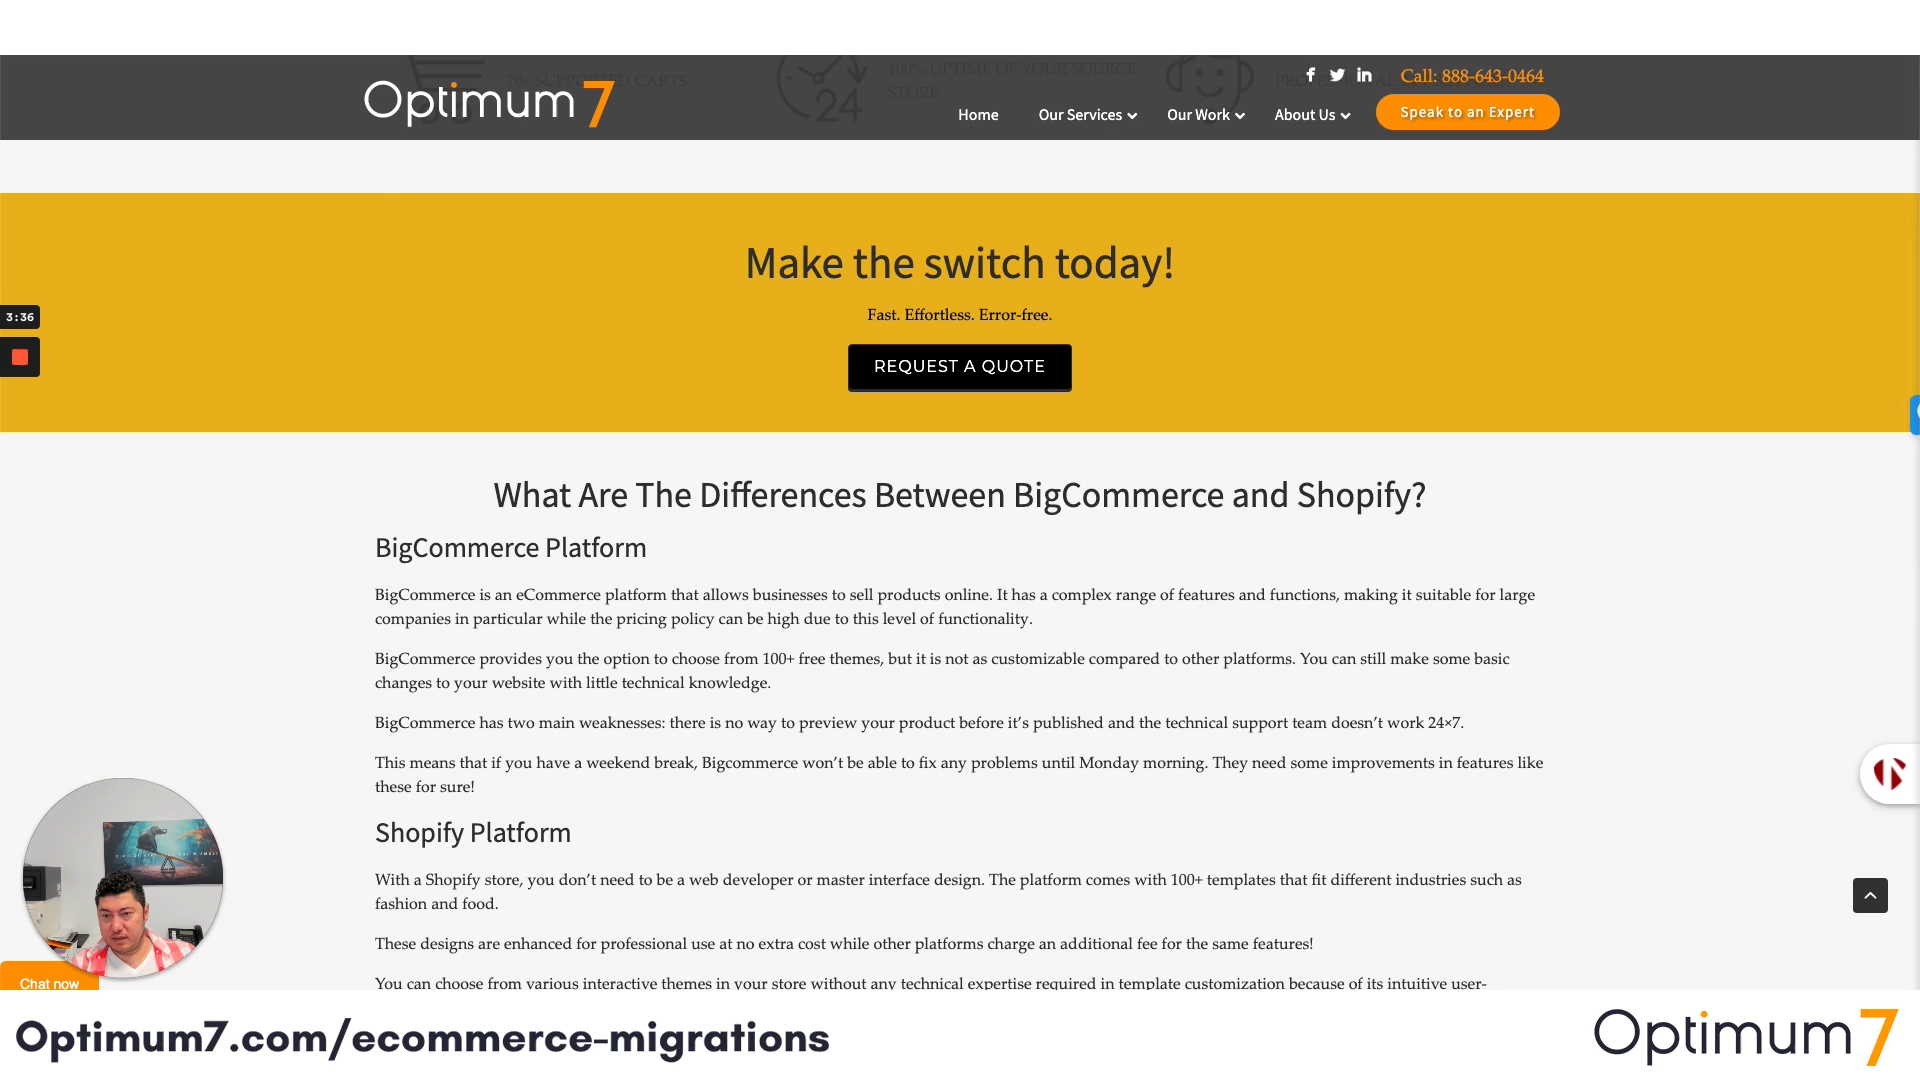 70+ SUPPORTED CARTS
100% UPTIME OF YOUR SOURCE
STORE
24
Call: 888-643-0464
Optimum7
Home
Our Services
Our Work
About Us
Speak to an Expert
Make the switch today!
3:36
Fast. Effortless. Error-free.
REQUEST A QUOTE
What Are The Differences Between BigCommerce and Shopify?
BigCommerce Platform
BigCommerce is an eCommerce platform that allows businesses to sell products online. It has a complex range of features and functions, making it suitable for large
companies in particular while the pricing policy can be high due to this level of functionality.
BigCommerce provides you the option to choose from 100+ free themes, but it is not as customizable compared to other platforms. You can still make some basic
changes to your website with little technical knowledge.
BigCommerce has two main weaknesses: there is no way to preview your product before it’s published and the technical support team doesn’t work 24×7.
This means that if you have a weekend break, Bigcommerce won’t be able to fix any problems until Monday morning. They need some improvements in features like
these for sure!
Shopify Platform
With a Shopify store, you don’t need to be a web developer or master interface design. The platform comes with 100+ templates that fit different industries such as
fashion and food.
These designs are enhanced for professional use at no extra cost while other platforms charge an additional fee for the same features!
You can choose from various interactive themes in your store without any technical expertise required in template customization because of its intuitive user-
Chat now
Optimum7.com/ecommerce-migrations
Optimum7